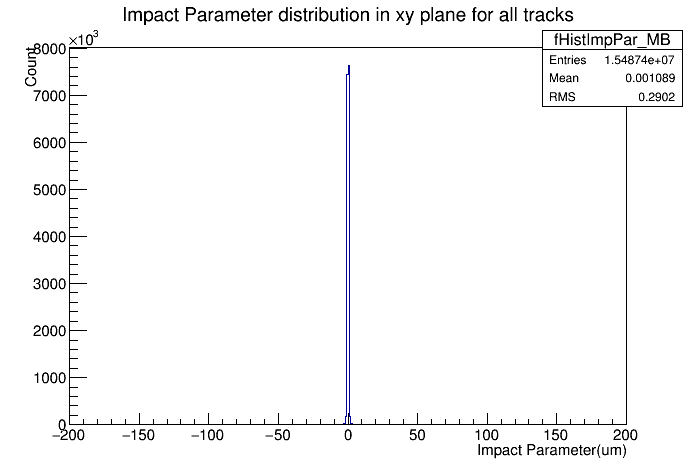 Impact Parameter distribution in xy plane for all tracks
×10³
fHistImpPar_MB
Entries 1.54874e+07
Mean 0.001089
RMS 0.2902
Count
8000
7000
6000
5000
4000
3000
2000
1000
0
−200 −150 −100 −50 0 50 100 150 200
Impact Parameter(um)